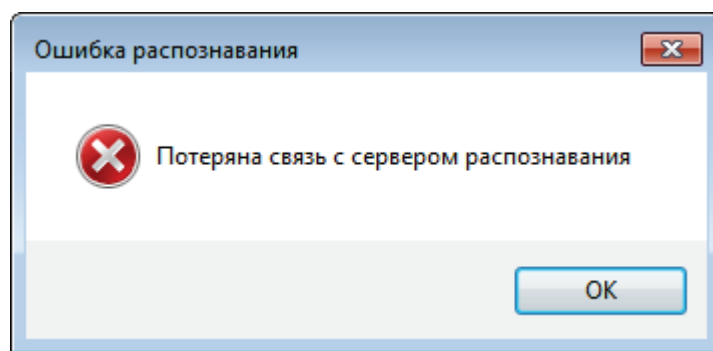 Ошибка распознавания
Потеряна связь с сервером распознавания
OK